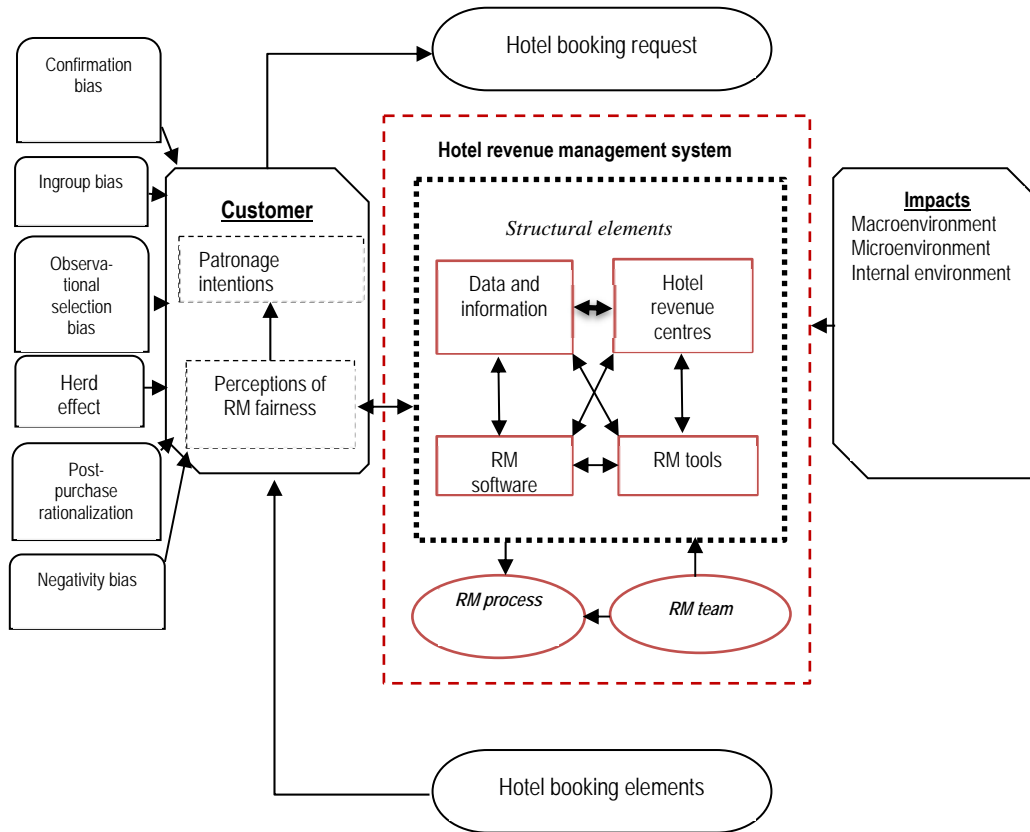 Hotel booking request
Confirmation
bias
Ingroup bias
Observa-
tional
selection
bias
Herd
effect
Post-
purchase
rationalization
Negativity bias
Customer
Patronage
intentions
Perceptions of
RM fairness
Hotel revenue management system
Structural elements
Data and
information
Hotel
revenue
centres
RM
software
RM tools
RM process
RM team
Impacts
Macroenvironment
Microenvironment
Internal environment
Hotel booking elements